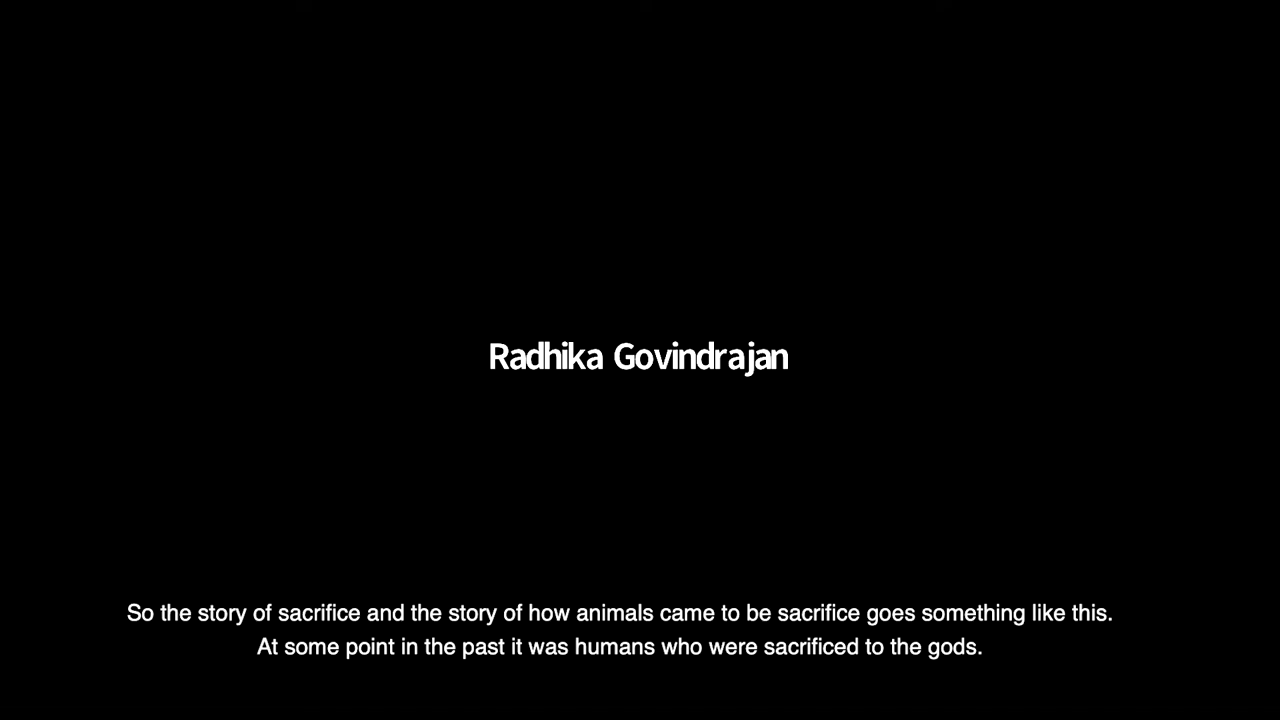 Radhika Govindrajan
So the story of sacrifice and the story of how animals came to be sacrifice goes something like this.
At some point in the past it was humans who were sacrificed to the gods.